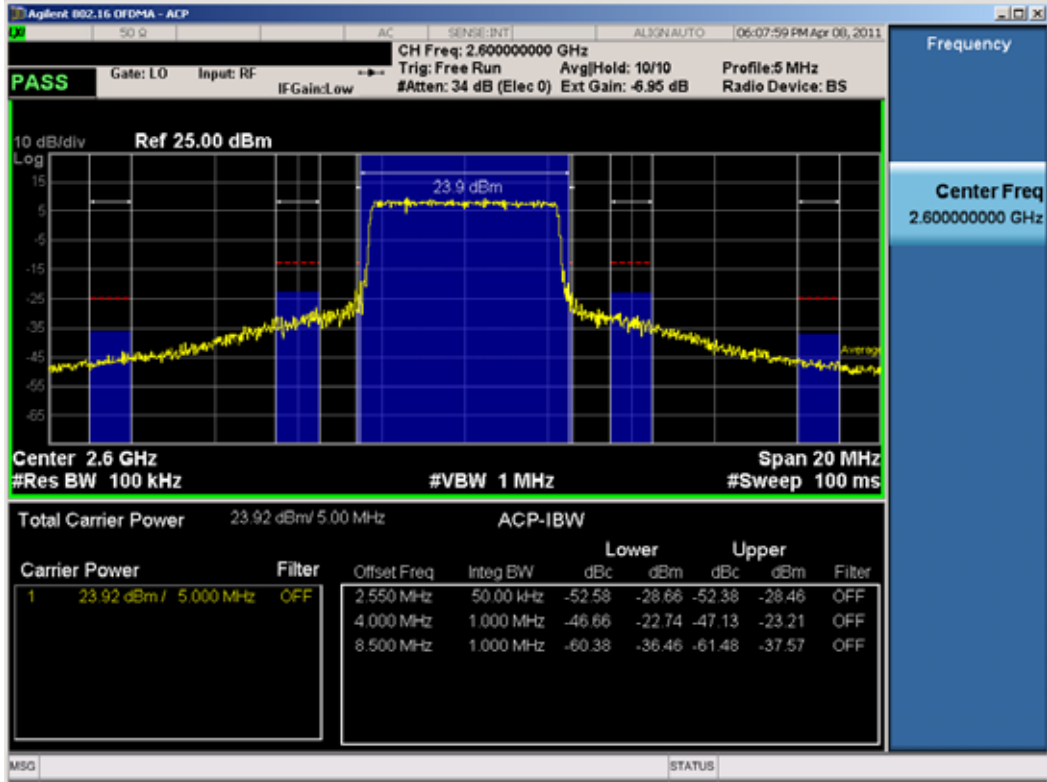 Agilent 802.16 OFDMA - ACP
LXI 50 Ω AC SENSE:INT ALIGN AUTO 06:07:59 PM Apr 08, 2011
CH Freq: 2.600000000 GHz
PASS Gate: LO Input: RF Trig: Free Run Avg|Hold: 10/10 Profile:5 MHz
IFGain:Low #Atten: 34 dB (Elec 0) Ext Gain: -6.95 dB Radio Device: BS
Frequency
Center Freq
2.600000000 GHz
10 dB/div Ref 25.00 dBm
Log
15
5
-5
-15
-25
-35
-45
-55
-65
23.9 dBm
Average
Center 2.6 GHz Span 20 MHz
#Res BW 100 kHz #VBW 1 MHz #Sweep 100 ms
Total Carrier Power 23.92 dBm/ 5.00 MHz ACP-IBW
Lower Upper
Carrier Power Filter Offset Freq Integ BW dBc dBm dBc dBm Filter
1 23.92 dBm / 5.000 MHz OFF 2.550 MHz 50.00 kHz -52.58 -28.66 -52.38 -28.46 OFF
4.000 MHz 1.000 MHz -46.66 -22.74 -47.13 -23.21 OFF
8.500 MHz 1.000 MHz -60.38 -36.46 -61.48 -37.57 OFF
MSG STATUS